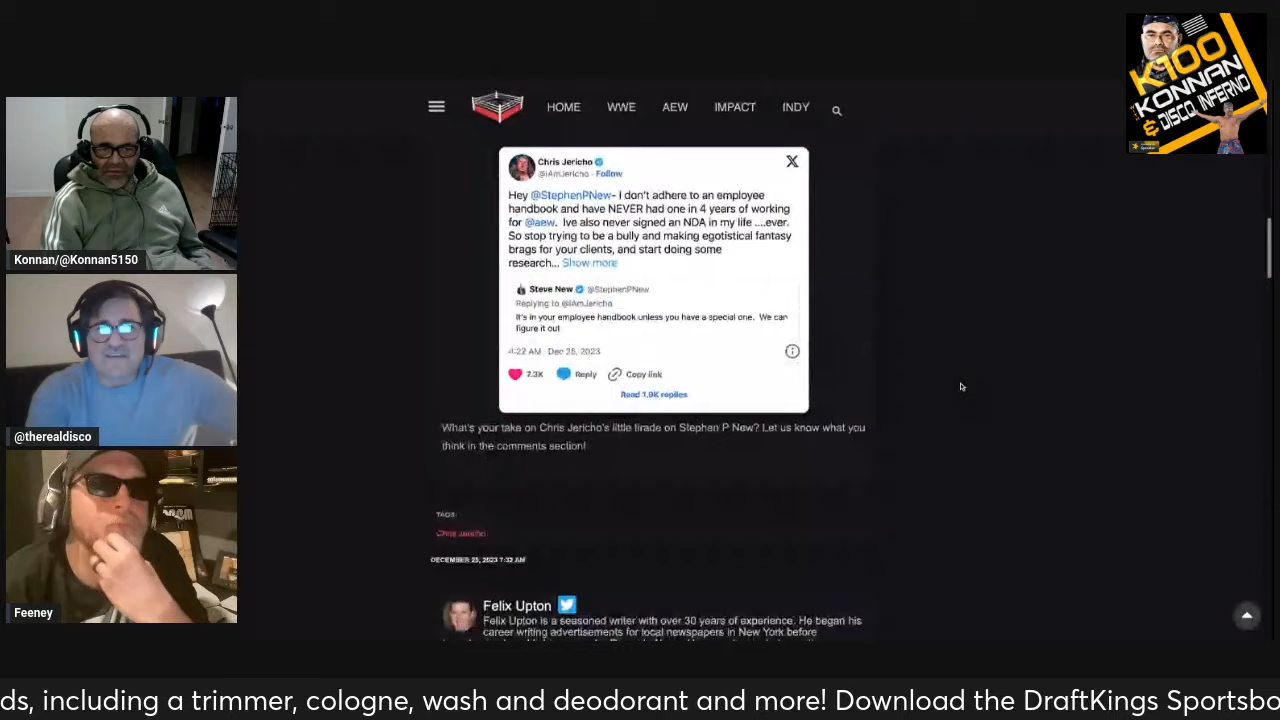 K100
KONNAN
& DISCO INFERNO
HOME WWE AEW IMPACT INDY
Chris Jericho
@IAmJericho · Follow
Hey @StephenPNew- I don't adhere to an employee
handbook and have NEVER had one in 4 years of working
for @aew. Ive also never signed an NDA in my life ....ever.
So stop trying to be a bully and making egotistical fantasy
brags for your clients, and start doing some
research... Show more
Steve New @StephenPNew
Replying to @IAmJericho
It's in your employee handbook unless you have a special one. We can
figure it out
4:22 AM · Dec 25, 2023
7.3K Reply Copy link
Read 1.9K replies
What's your take on Chris Jericho's little tirade on Stephan P New? Let us know what you
think in the comments section!
TAGS:
Chris Jericho
DECEMBER 25, 2023 7:32 AM
Felix Upton
Felix Upton is a seasoned writer with over 30 years of experience. He began his
career writing advertisements for local newspapers in New York before
Konnan/@Konnan5150
@therealdisco
Feeney
ds, including a trimmer, cologne, wash and deodorant and more! Download the DraftKings Sportsbo